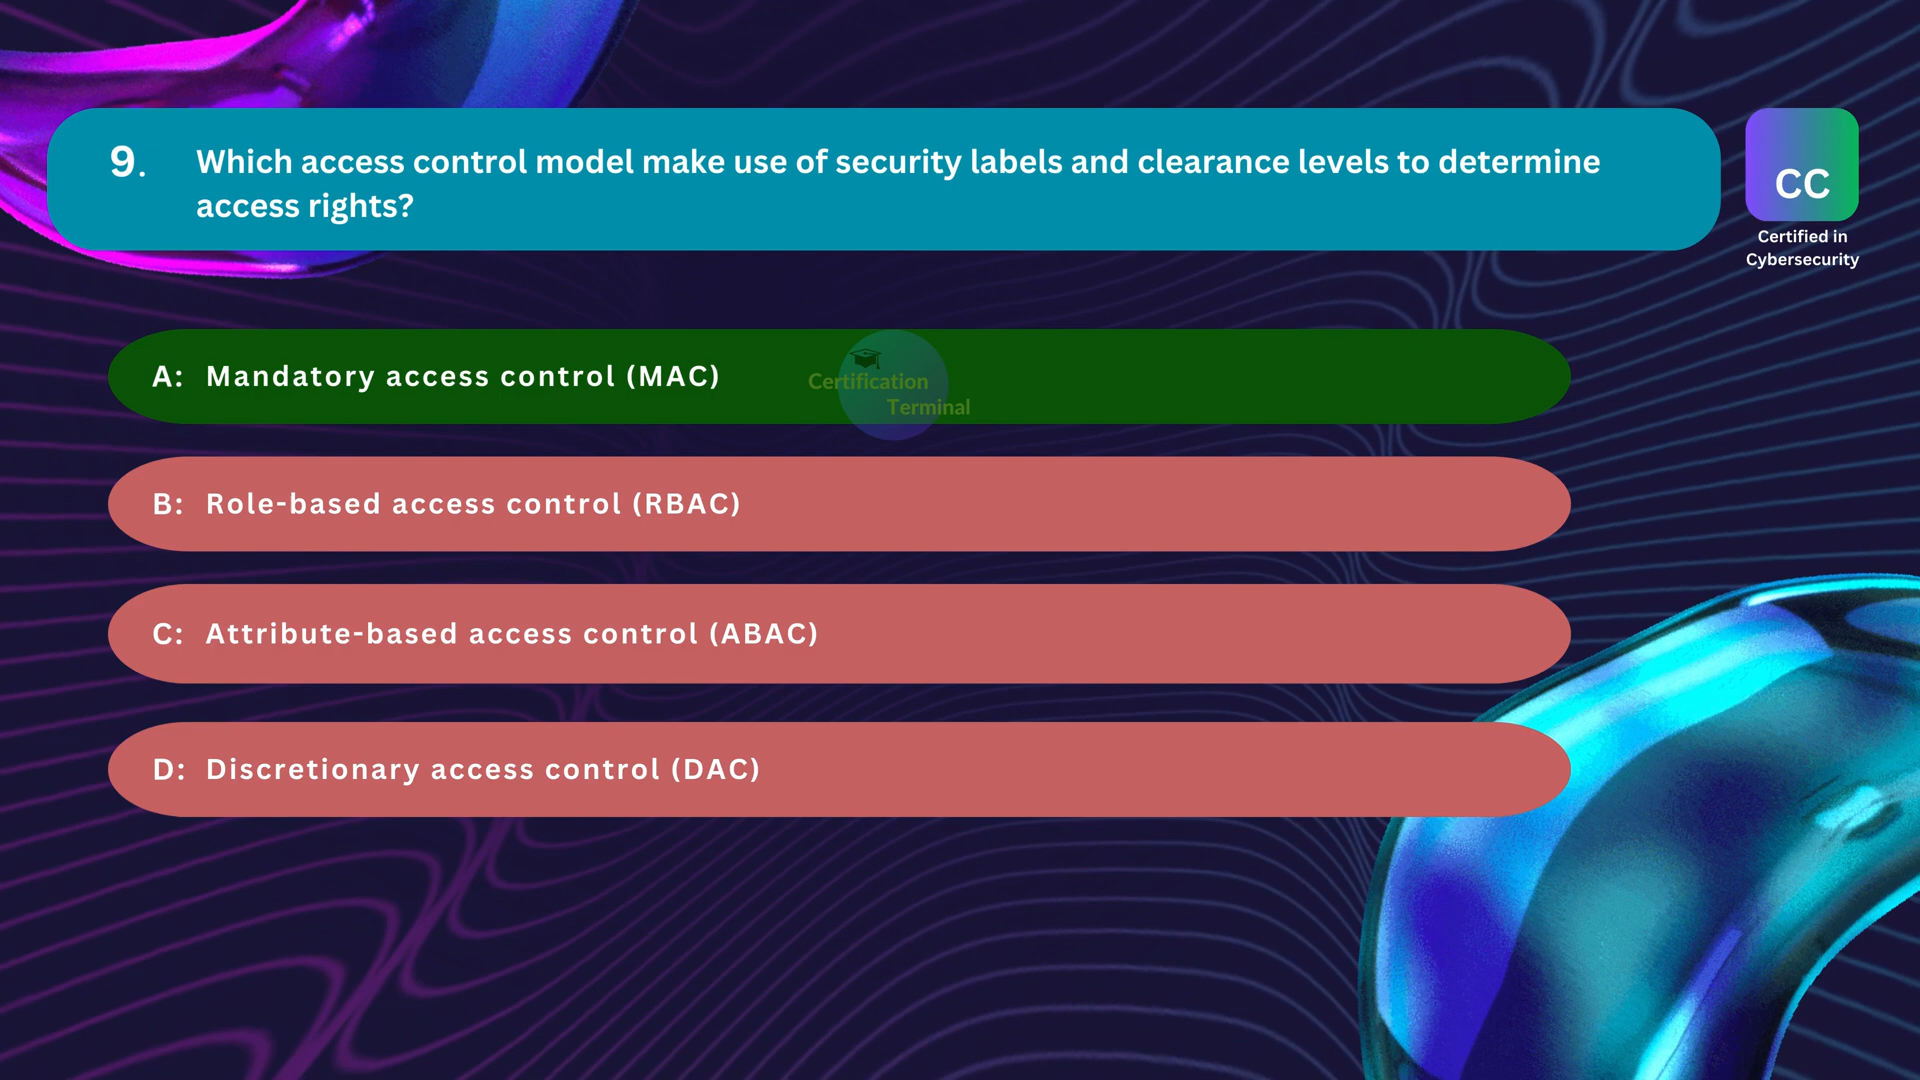 9. Which access control model make use of security labels and clearance levels to determine
access rights?
CC
Certified in
Cybersecurity
A: Mandatory access control (MAC)
Certification
Terminal
B: Role-based access control (RBAC)
C: Attribute-based access control (ABAC)
D: Discretionary access control (DAC)